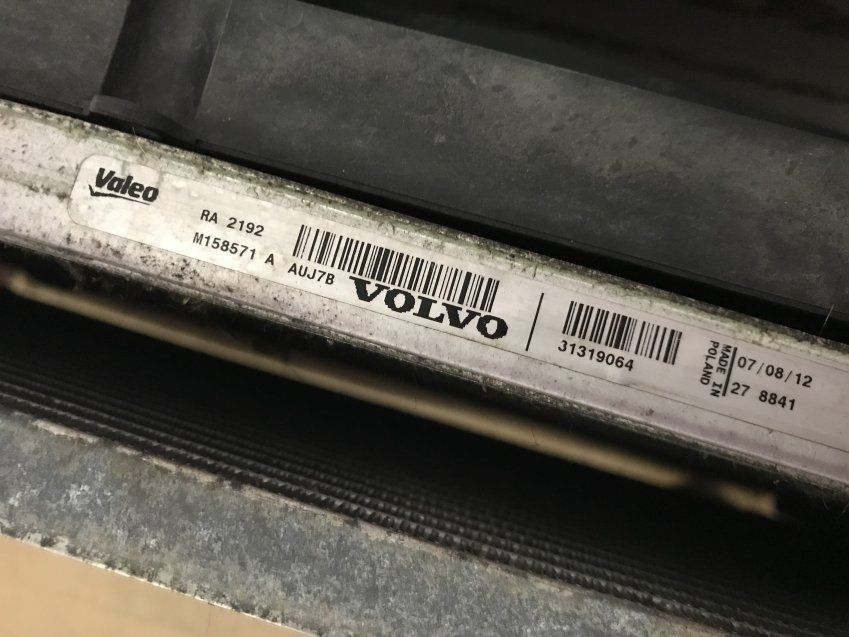 Valeo
RA 2192
M158571 A AUJ7B
VOLVO
31319064
MADE IN
POLAND
07/08/12
27 8841